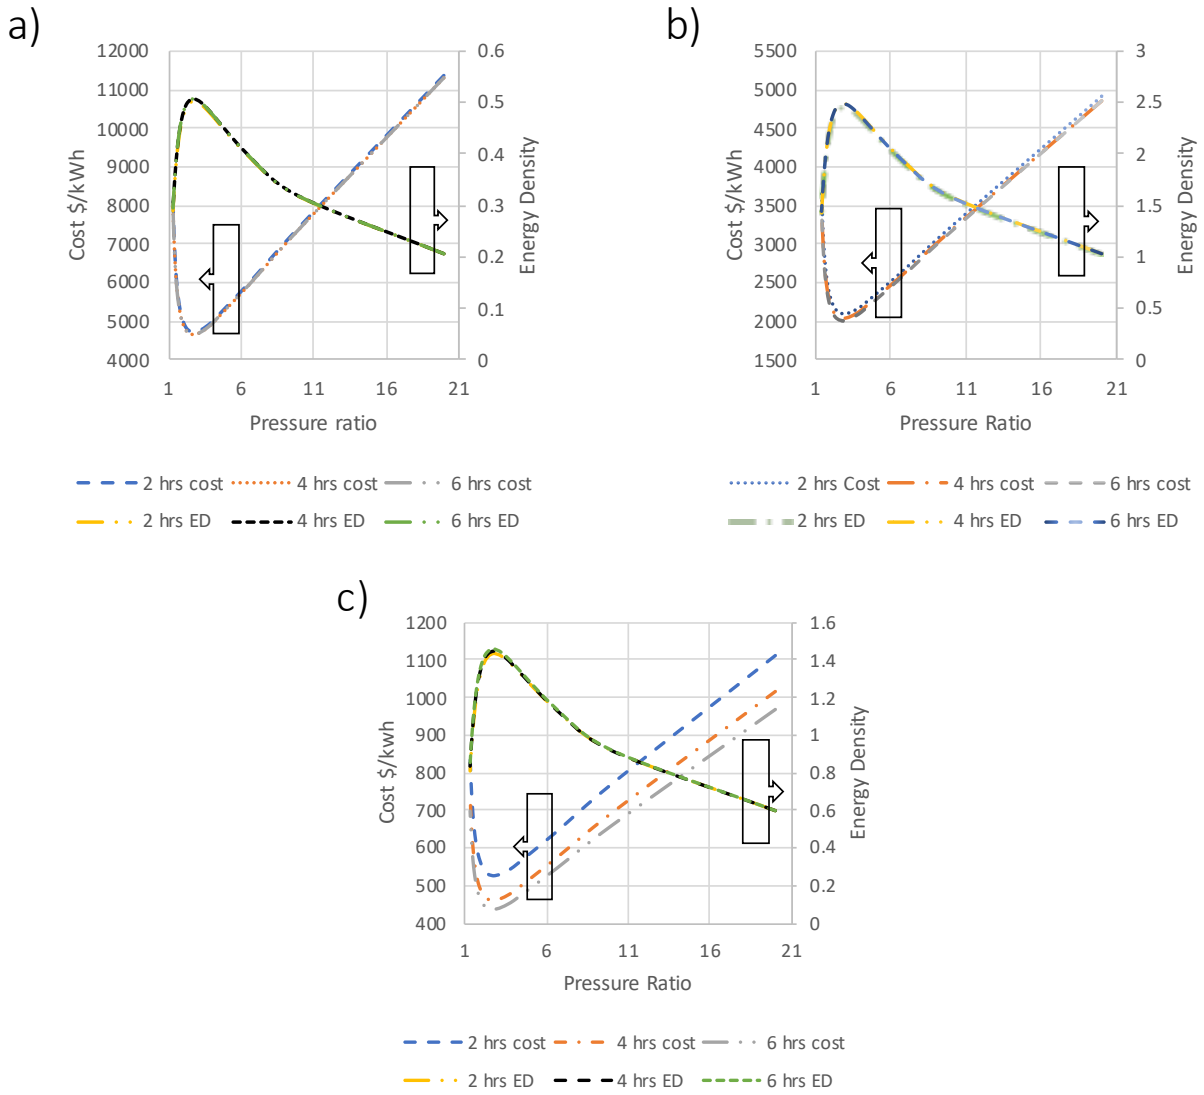 a)
12000
11000
10000
9000
8000
7000
6000
5000
4000
0.6
0.5
0.4
0.3
0.2
0.1
0
1 6 11 16 21
Cost $/kWh
Energy Density
Pressure ratio
2 hrs cost 4 hrs cost 6 hrs cost
2 hrs ED 4 hrs ED 6 hrs ED
b)
5500
5000
4500
4000
3500
3000
2500
2000
1500
3
2.5
2
1.5
1
0.5
0
1 6 11 16 21
Cost $/kWh
Energy Density
Pressure Ratio
2 hrs Cost 4 hrs cost 6 hrs cost
2 hrs ED 4 hrs ED 6 hrs ED
c)
1200
1100
1000
900
800
700
600
500
400
1.6
1.4
1.2
1
0.8
0.6
0.4
0.2
0
1 6 11 16 21
Cost $/kwh
Energy Density
Pressure Ratio
2 hrs cost 4 hrs cost 6 hrs cost
2 hrs ED 4 hrs ED 6 hrs ED